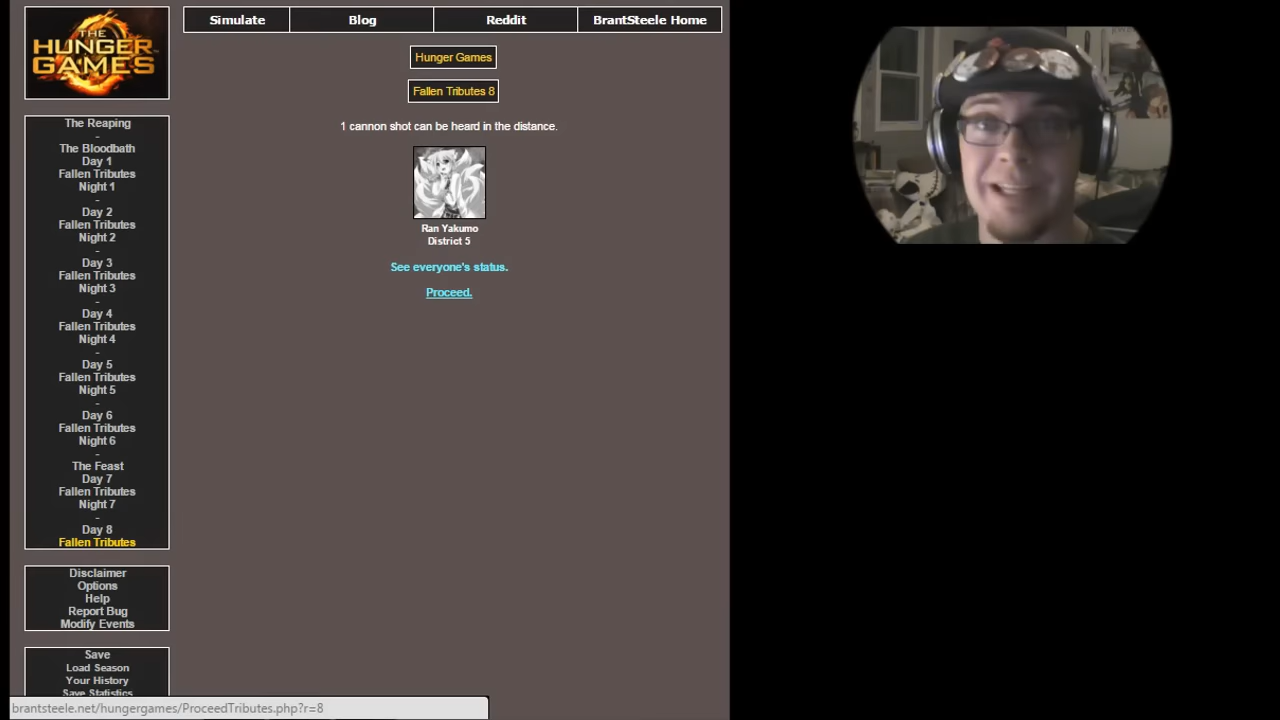 THE
HUNGER
GAMES
Simulate
Blog
Reddit
BrantSteele Home
Hunger Games
Fallen Tributes 8
1 cannon shot can be heard in the distance.
Ran Yakumo
District 5
See everyone's status.
Proceed.
The Reaping
-
The Bloodbath
Day 1
Fallen Tributes
Night 1
-
Day 2
Fallen Tributes
Night 2
-
Day 3
Fallen Tributes
Night 3
-
Day 4
Fallen Tributes
Night 4
-
Day 5
Fallen Tributes
Night 5
-
Day 6
Fallen Tributes
Night 6
-
The Feast
Day 7
Fallen Tributes
Night 7
-
Day 8
Fallen Tributes
Disclaimer
Options
Help
Report Bug
Modify Events
Save
Load Season
Your History
Save Statistics
brantsteele.net/hungergames/ProceedTributes.php?r=8